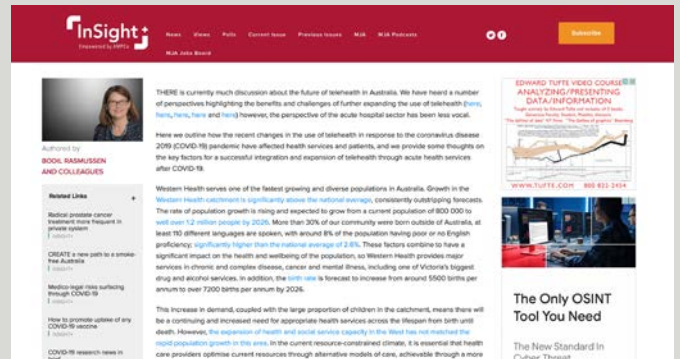 InSight+
Empowered by AMPCo
News Views Polls Current Issue Previous Issues MJA MJA Podcasts
MJA Jobs Board
Subscribe
Authored by
BODIL RASMUSSEN
AND COLLEAGUES
Related Links +
Radical prostate cancer
treatment more frequent in
private system
INSIGHT+
CREATE a new path to a smoke-
free Australia
INSIGHT+
Medico-legal risks surfacing
through COVID-19
INSIGHT+
How to promote uptake of any
COVID-19 vaccine
INSIGHT+
COVID-19 research news in
THERE is currently much discussion about the future of telehealth in Australia. We have heard a number
of perspectives highlighting the benefits and challenges of further expanding the use of telehealth (here,
here, here, here and here) however, the perspective of the acute hospital sector has been less vocal.
Here we outline how the recent changes in the use of telehealth in response to the coronavirus disease
2019 (COVID-19) pandemic have affected health services and patients, and we provide some thoughts on
the key factors for a successful integration and expansion of telehealth through acute health services
after COVID-19.
Western Health serves one of the fastest growing and diverse populations in Australia. Growth in the
Western Health catchment is significantly above the national average, consistently outstripping forecasts.
The rate of population growth is rising and expected to grow from a current population of 800 000 to
well over 1.2 million people by 2026. More than 30% of our community were born outside of Australia, at
least 110 different languages are spoken, with around 8% of the population having poor or no English
proficiency; significantly higher than the national average of 2.6%. These factors combine to have a
significant impact on the health and wellbeing of the population, so Western Health provides major
services in chronic and complex disease, cancer and mental illness, including one of Victoria's biggest
drug and alcohol services. In addition, the birth rate is forecast to increase from around 5500 births per
annum to over 7200 births per annum by 2026.
This increase in demand, coupled with the large proportion of children in the catchment, means there will
be a continuing and increased need for appropriate health services across the lifespan from birth until
death. However, the expansion of health and social service capacity in the West has not matched the
rapid population growth in this area. In the current resource-constrained climate, it is essential that health
care providers optimise current resources through alternative models of care, achievable through a more
EDWARD TUFTE VIDEO COURSE
ANALYZING/PRESENTING
DATA/INFORMATION
WWW.TUFTE.COM 800 822-2454
The Only OSINT
Tool You Need
The New Standard In
Cyber Threat